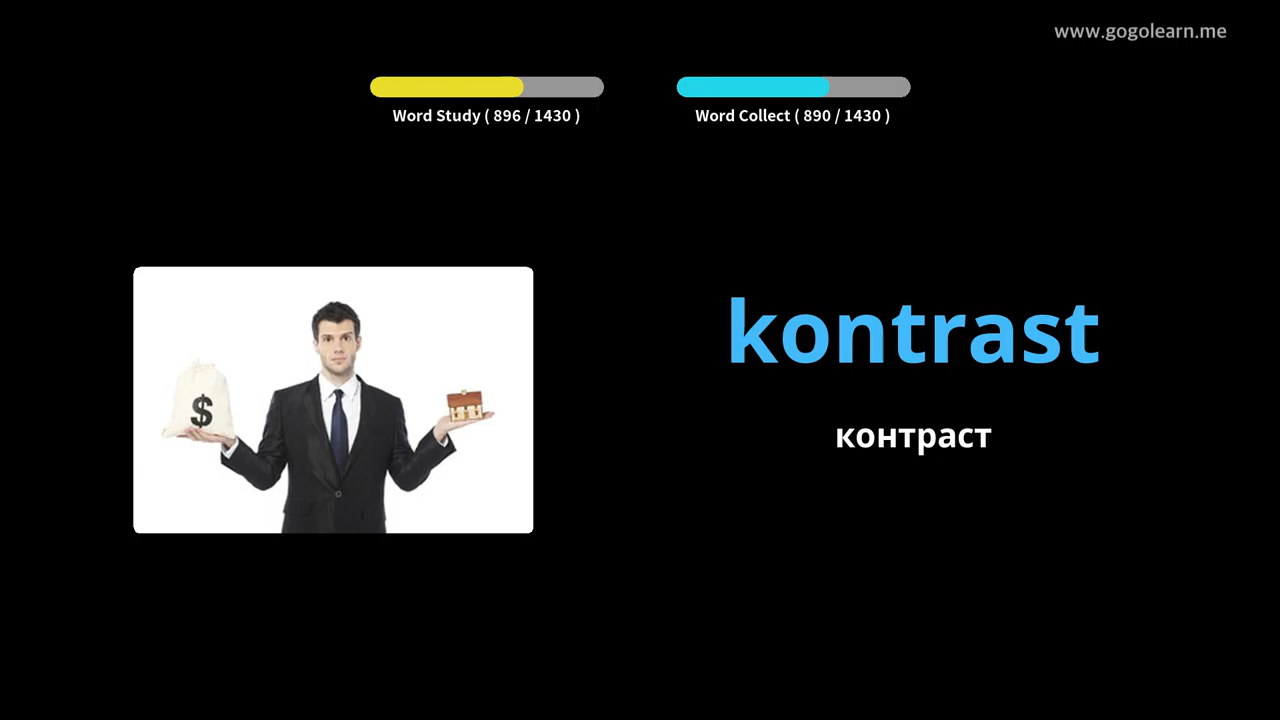 www.gogolearn.me
Word Study ( 896 / 1430 )
Word Collect ( 890 / 1430 )
$
kontrast
контраст